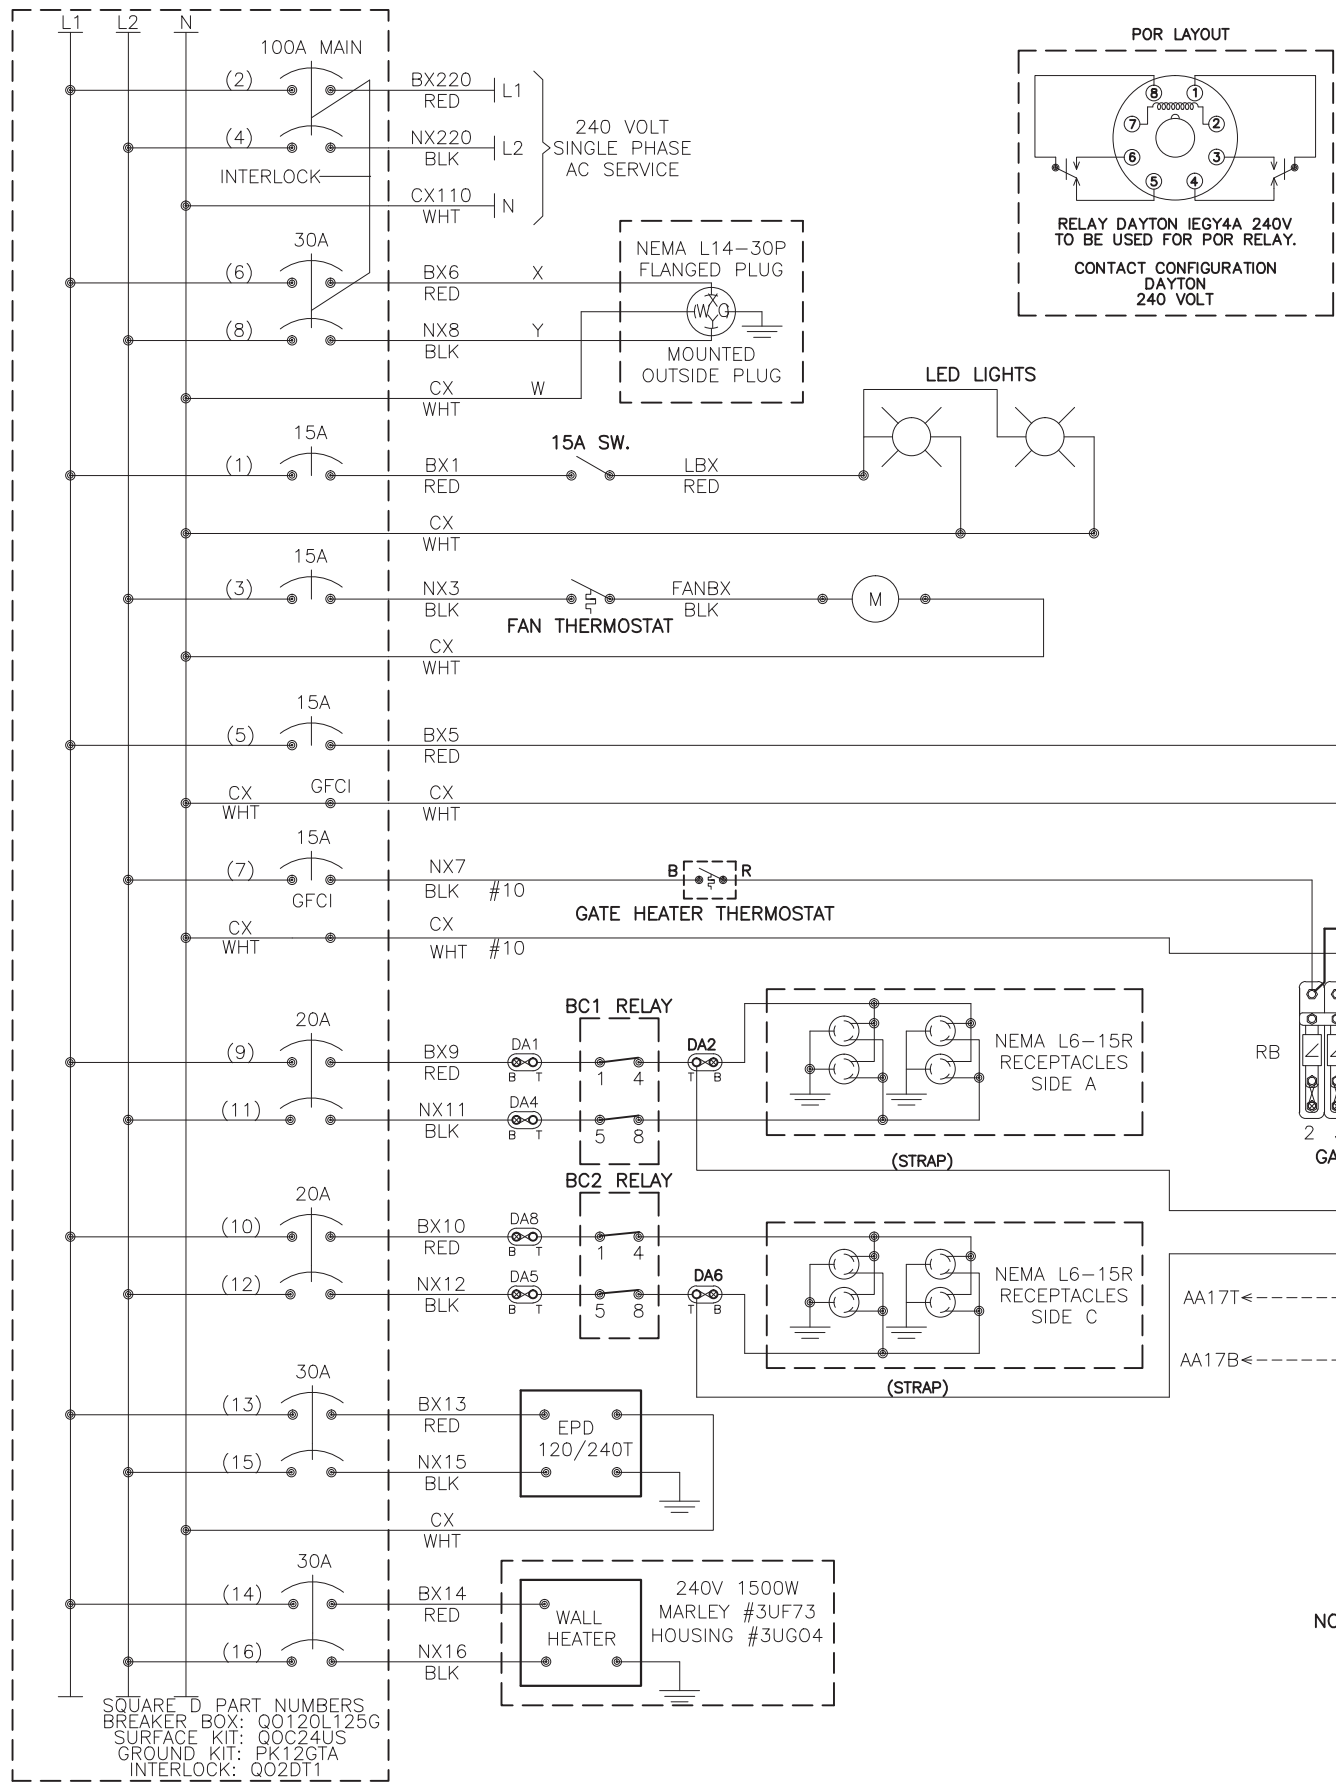 L1 L2 N
100A MAIN
(2) BX220 RED L1
(4) NX220 BLK L2
240 VOLT
SINGLE PHASE
AC SERVICE
INTERLOCK
CX110 WHT N
POR LAYOUT
8 1
7 2
6 3
5 4
RELAY DAYTON IEGY4A 240V
TO BE USED FOR POR RELAY.
CONTACT CONFIGURATION
DAYTON
240 VOLT
30A
(6) BX6 RED X
(8) NX8 BLK Y
CX WHT W
NEMA L14-30P
FLANGED PLUG
X
W G
Y
MOUNTED
OUTSIDE PLUG
LED LIGHTS
15A
(1) BX1 RED
15A SW.
LBX RED
CX WHT
15A
(3) NX3 BLK
FAN THERMOSTAT
FANBX BLK
M
CX WHT
15A
(5) BX5 RED
CX WHT GFCI CX WHT
15A
(7) NX7 BLK #10
GFCI
B R
GATE HEATER THERMOSTAT
CX WHT CX WHT #10
BC1 RELAY
20A
(9) BX9 RED DA1 B T 1 4 DA2 T B
(11) NX11 BLK DA4 B T 5 8
NEMA L6-15R
RECEPTACLES
SIDE A
RB
2
GA
(STRAP)
BC2 RELAY
20A
(10) BX10 RED DA8 B T 1 4
(12) NX12 BLK DA5 B T 5 8 DA6 T B
NEMA L6-15R
RECEPTACLES
SIDE C
AA17T
AA17B
(STRAP)
30A
(13) BX13 RED
(15) NX15 BLK
EPD
120/240T
CX WHT
30A
(14) BX14 RED
(16) NX16 BLK
WALL
HEATER
240V 1500W
MARLEY #3UF73
HOUSING #3UG04
NO
SQUARE D PART NUMBERS
BREAKER BOX: QO120L125G
SURFACE KIT: QOC24US
GROUND KIT: PK12GTA
INTERLOCK: QO2DT1